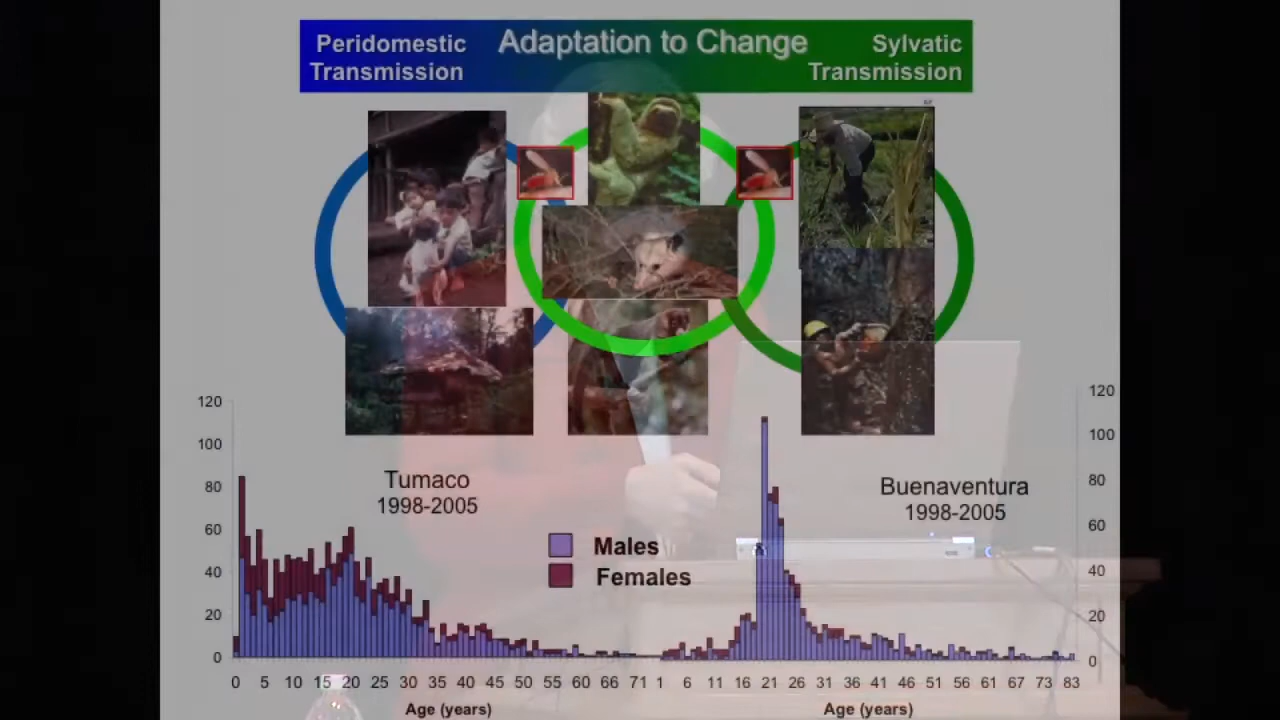 Peridomestic
Transmission
Adaptation to Change
Sylvatic
Transmission
120
100
80
60
40
20
0
Tumaco
1998-2005
Males
Females
Buenaventura
1998-2005
120
100
80
60
40
20
0
0 5 10 15 20 25 30 35 40 45 50 55 60 66 71 1 6 11 16 21 26 31 36 41 46 51 56 61 67 73 83
Age (years)
Age (years)